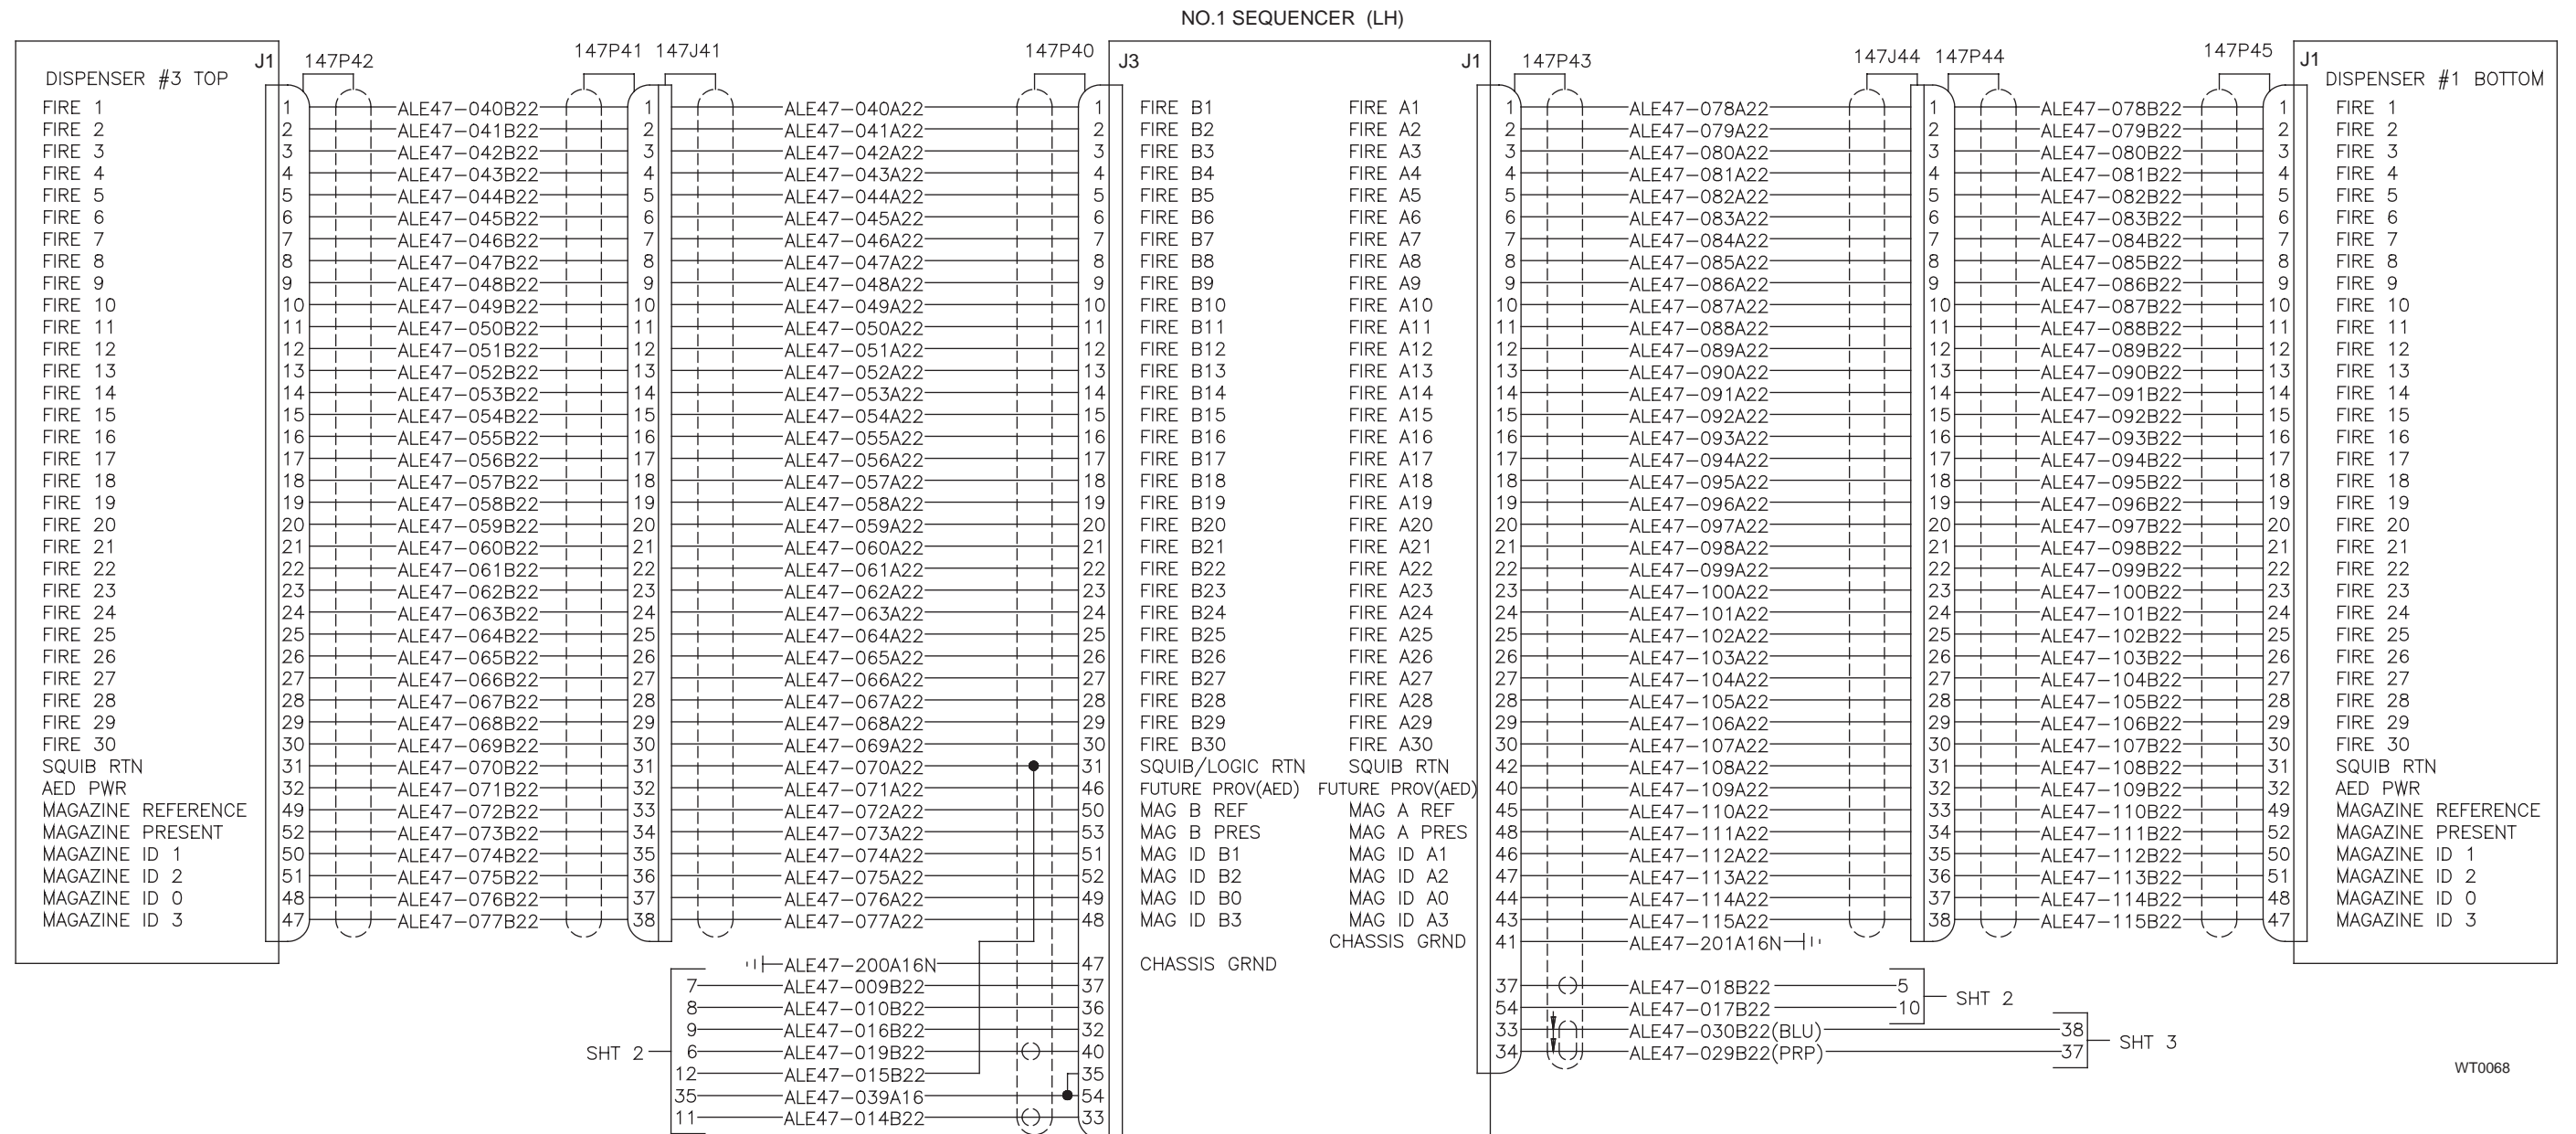 NO.1 SEQUENCER (LH)
J1 147P42 147P41 147J41 147P40 J3 J1 147P43 147J44 147P44 147P45 J1
DISPENSER #3 TOP DISPENSER #1 BOTTOM
FIRE 1 1 ALE47-040B22 1 ALE47-040A22 1 FIRE B1 FIRE A1 1 ALE47-078A22 1 ALE47-078B22 1 FIRE 1
FIRE 2 2 ALE47-041B22 2 ALE47-041A22 2 FIRE B2 FIRE A2 2 ALE47-079A22 2 ALE47-079B22 2 FIRE 2
FIRE 3 3 ALE47-042B22 3 ALE47-042A22 3 FIRE B3 FIRE A3 3 ALE47-080A22 3 ALE47-080B22 3 FIRE 3
FIRE 4 4 ALE47-043B22 4 ALE47-043A22 4 FIRE B4 FIRE A4 4 ALE47-081A22 4 ALE47-081B22 4 FIRE 4
FIRE 5 5 ALE47-044B22 5 ALE47-044A22 5 FIRE B5 FIRE A5 5 ALE47-082A22 5 ALE47-082B22 5 FIRE 5
FIRE 6 6 ALE47-045B22 6 ALE47-045A22 6 FIRE B6 FIRE A6 6 ALE47-083A22 6 ALE47-083B22 6 FIRE 6
FIRE 7 7 ALE47-046B22 7 ALE47-046A22 7 FIRE B7 FIRE A7 7 ALE47-084A22 7 ALE47-084B22 7 FIRE 7
FIRE 8 8 ALE47-047B22 8 ALE47-047A22 8 FIRE B8 FIRE A8 8 ALE47-085A22 8 ALE47-085B22 8 FIRE 8
FIRE 9 9 ALE47-048B22 9 ALE47-048A22 9 FIRE B9 FIRE A9 9 ALE47-086A22 9 ALE47-086B22 9 FIRE 9
FIRE 10 10 ALE47-049B22 10 ALE47-049A22 10 FIRE B10 FIRE A10 10 ALE47-087A22 10 ALE47-087B22 10 FIRE 10
FIRE 11 11 ALE47-050B22 11 ALE47-050A22 11 FIRE B11 FIRE A11 11 ALE47-088A22 11 ALE47-088B22 11 FIRE 11
FIRE 12 12 ALE47-051B22 12 ALE47-051A22 12 FIRE B12 FIRE A12 12 ALE47-089A22 12 ALE47-089B22 12 FIRE 12
FIRE 13 13 ALE47-052B22 13 ALE47-052A22 13 FIRE B13 FIRE A13 13 ALE47-090A22 13 ALE47-090B22 13 FIRE 13
FIRE 14 14 ALE47-053B22 14 ALE47-053A22 14 FIRE B14 FIRE A14 14 ALE47-091A22 14 ALE47-091B22 14 FIRE 14
FIRE 15 15 ALE47-054B22 15 ALE47-054A22 15 FIRE B15 FIRE A15 15 ALE47-092A22 15 ALE47-092B22 15 FIRE 15
FIRE 16 16 ALE47-055B22 16 ALE47-055A22 16 FIRE B16 FIRE A16 16 ALE47-093A22 16 ALE47-093B22 16 FIRE 16
FIRE 17 17 ALE47-056B22 17 ALE47-056A22 17 FIRE B17 FIRE A17 17 ALE47-094A22 17 ALE47-094B22 17 FIRE 17
FIRE 18 18 ALE47-057B22 18 ALE47-057A22 18 FIRE B18 FIRE A18 18 ALE47-095A22 18 ALE47-095B22 18 FIRE 18
FIRE 19 19 ALE47-058B22 19 ALE47-058A22 19 FIRE B19 FIRE A19 19 ALE47-096A22 19 ALE47-096B22 19 FIRE 19
FIRE 20 20 ALE47-059B22 20 ALE47-059A22 20 FIRE B20 FIRE A20 20 ALE47-097A22 20 ALE47-097B22 20 FIRE 20
FIRE 21 21 ALE47-060B22 21 ALE47-060A22 21 FIRE B21 FIRE A21 21 ALE47-098A22 21 ALE47-098B22 21 FIRE 21
FIRE 22 22 ALE47-061B22 22 ALE47-061A22 22 FIRE B22 FIRE A22 22 ALE47-099A22 22 ALE47-099B22 22 FIRE 22
FIRE 23 23 ALE47-062B22 23 ALE47-062A22 23 FIRE B23 FIRE A23 23 ALE47-100A22 23 ALE47-100B22 23 FIRE 23
FIRE 24 24 ALE47-063B22 24 ALE47-063A22 24 FIRE B24 FIRE A24 24 ALE47-101A22 24 ALE47-101B22 24 FIRE 24
FIRE 25 25 ALE47-064B22 25 ALE47-064A22 25 FIRE B25 FIRE A25 25 ALE47-102A22 25 ALE47-102B22 25 FIRE 25
FIRE 26 26 ALE47-065B22 26 ALE47-065A22 26 FIRE B26 FIRE A26 26 ALE47-103A22 26 ALE47-103B22 26 FIRE 26
FIRE 27 27 ALE47-066B22 27 ALE47-066A22 27 FIRE B27 FIRE A27 27 ALE47-104A22 27 ALE47-104B22 27 FIRE 27
FIRE 28 28 ALE47-067B22 28 ALE47-067A22 28 FIRE B28 FIRE A28 28 ALE47-105A22 28 ALE47-105B22 28 FIRE 28
FIRE 29 29 ALE47-068B22 29 ALE47-068A22 29 FIRE B29 FIRE A29 29 ALE47-106A22 29 ALE47-106B22 29 FIRE 29
FIRE 30 30 ALE47-069B22 30 ALE47-069A22 30 FIRE B30 FIRE A30 30 ALE47-107A22 30 ALE47-107B22 30 FIRE 30
SQUIB RTN 31 ALE47-070B22 31 ALE47-070A22 31 SQUIB/LOGIC RTN SQUIB RTN 42 ALE47-108A22 31 ALE47-108B22 31 SQUIB RTN
AED PWR 32 ALE47-071B22 32 ALE47-071A22 46 FUTURE PROV(AED) FUTURE PROV(AED) 40 ALE47-109A22 32 ALE47-109B22 32 AED PWR
MAGAZINE REFERENCE 49 ALE47-072B22 33 ALE47-072A22 50 MAG B REF MAG A REF 45 ALE47-110A22 33 ALE47-110B22 49 MAGAZINE REFERENCE
MAGAZINE PRESENT 52 ALE47-073B22 34 ALE47-073A22 53 MAG B PRES MAG A PRES 48 ALE47-111A22 34 ALE47-111B22 52 MAGAZINE PRESENT
MAGAZINE ID 1 50 ALE47-074B22 35 ALE47-074A22 51 MAG ID B1 MAG ID A1 46 ALE47-112A22 35 ALE47-112B22 50 MAGAZINE ID 1
MAGAZINE ID 2 51 ALE47-075B22 36 ALE47-075A22 52 MAG ID B2 MAG ID A2 47 ALE47-113A22 36 ALE47-113B22 51 MAGAZINE ID 2
MAGAZINE ID 0 48 ALE47-076B22 37 ALE47-076A22 49 MAG ID B0 MAG ID A0 44 ALE47-114A22 37 ALE47-114B22 48 MAGAZINE ID 0
MAGAZINE ID 3 47 ALE47-077B22 38 ALE47-077A22 48 MAG ID B3 MAG ID A3 43 ALE47-115A22 38 ALE47-115B22 47 MAGAZINE ID 3
CHASSIS GRND 41 ALE47-201A16N
ALE47-200A16N 47 CHASSIS GRND
7 ALE47-009B22 37 37 ALE47-018B22 5
SHT 2
8 ALE47-010B22 36 54 ALE47-017B22 10
9 ALE47-016B22 32 33 ALE47-030B22(BLU) 38
SHT 3
SHT 2 6 ALE47-019B22 40 34 ALE47-029B22(PRP) 37
12 ALE47-015B22 35
35 ALE47-039A16 54
11 ALE47-014B22 33
WT0068